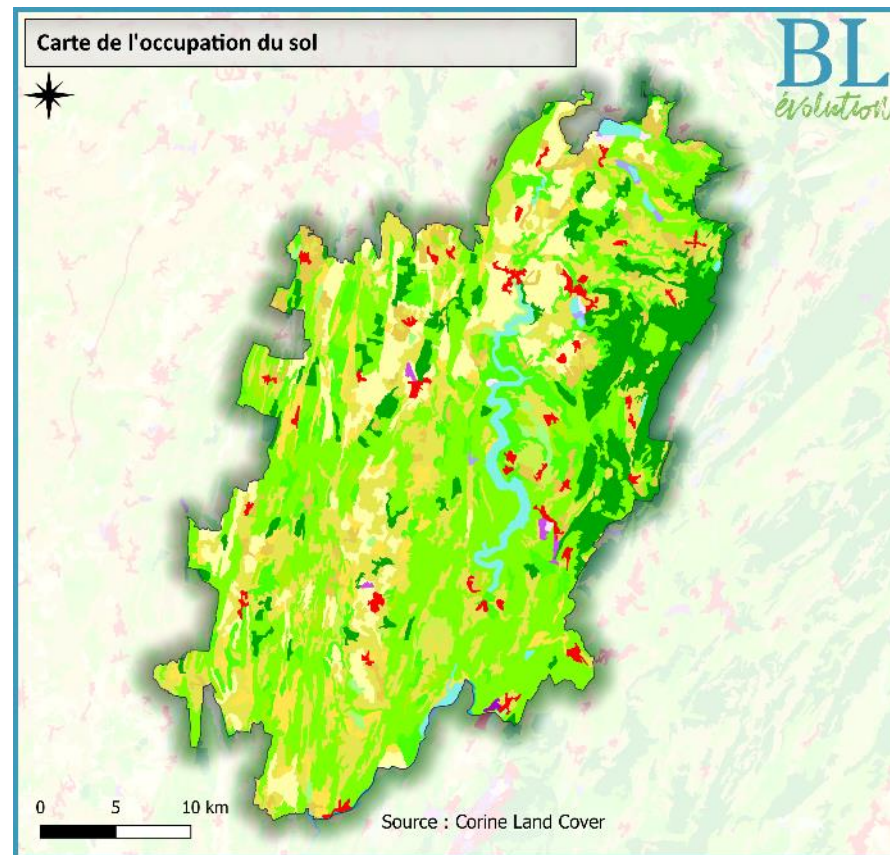 Carte de l'occupation du sol
BL
évolution
0 5 10 km
Source : Corine Land Cover